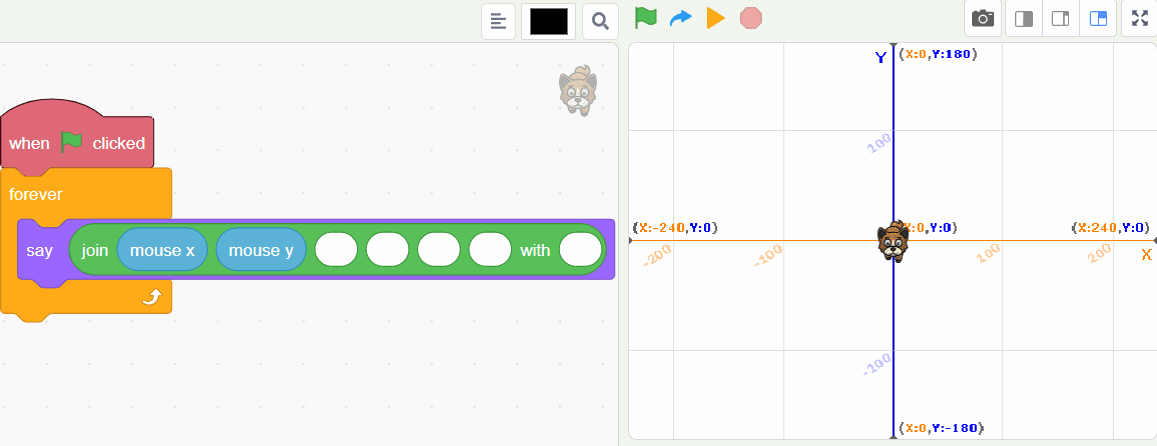 when clicked
forever
say join mouse x mouse y with
Y
(X:0,Y:180)
100
(X:-240,Y:0)
X:0,Y:0)
(X:240,Y:0)
-200
-100
100
200
X
-100
(X:0,Y:-180)